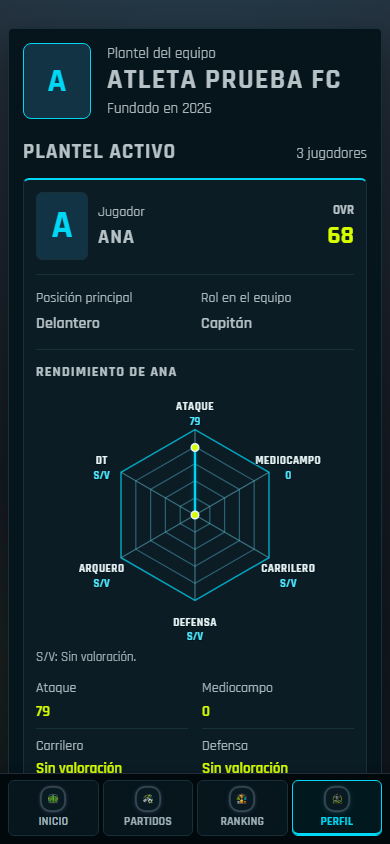 A
Plantel del equipo
ATLETA PRUEBA FC
Fundado en 2026
PLANTEL ACTIVO
3 jugadores
A
Jugador
ANA
OVR
68
Posición principal
Delantero
Rol en el equipo
Capitán
RENDIMIENTO DE ANA
ATAQUE
79
DT
S/V
MEDIOCAMPO
0
ARQUERO
S/V
CARRILERO
S/V
DEFENSA
S/V
S/V: Sin valoración.
Ataque
79
Mediocampo
0
Carrilero
Sin valoración
Defensa
Sin valoración
INICIO
PARTIDOS
RANKING
PERFIL